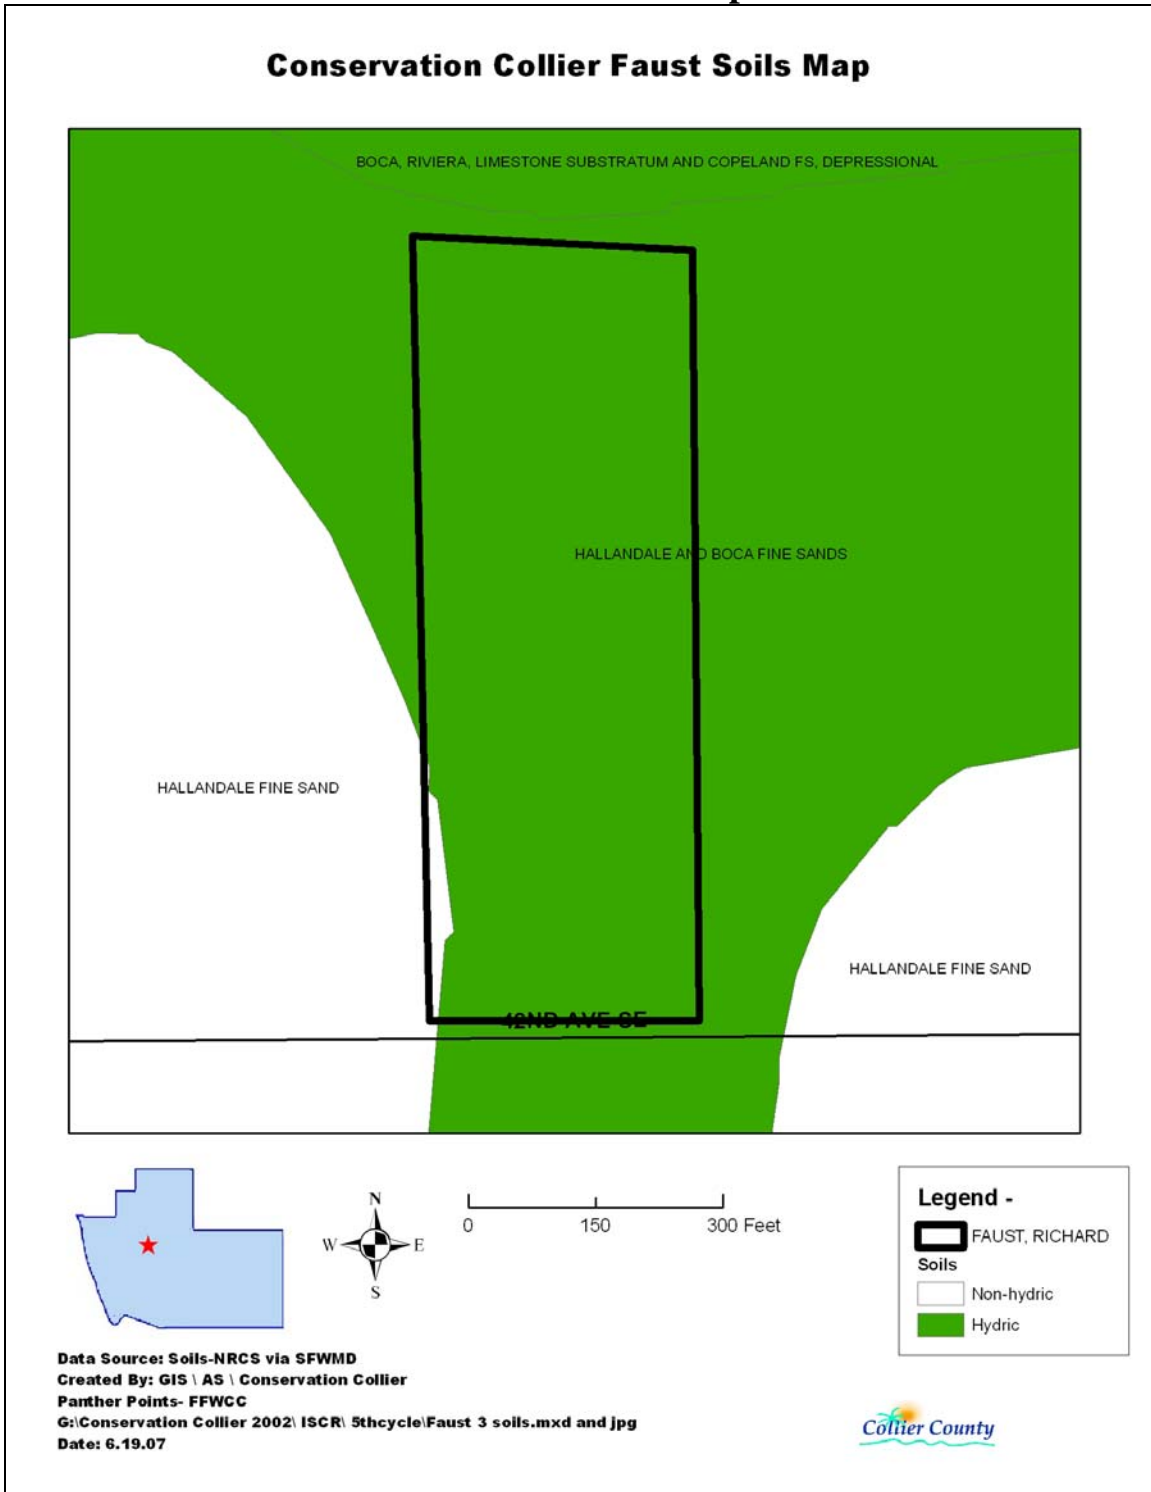 Conservation Collier Faust Soils Map
BOCA, RIVIERA, LIMESTONE SUBSTRATUM AND COPELAND FS, DEPRESSIONAL
HALLANDALE AND BOCA FINE SANDS
HALLANDALE FINE SAND
HALLANDALE FINE SAND
42ND AVE SE
N
W E
S
0 150 300 Feet
Legend -
FAUST, RICHARD
Soils
Non-hydric
Hydric
Data Source: Soils-NRCS via SFWMD
Created By: GIS \ AS \ Conservation Collier
Panther Points- FFWCC
G:\Conservation Collier 2002\ ISCR\ 5thcycle\Faust 3 soils.mxd and jpg
Date: 6.19.07
Collier County